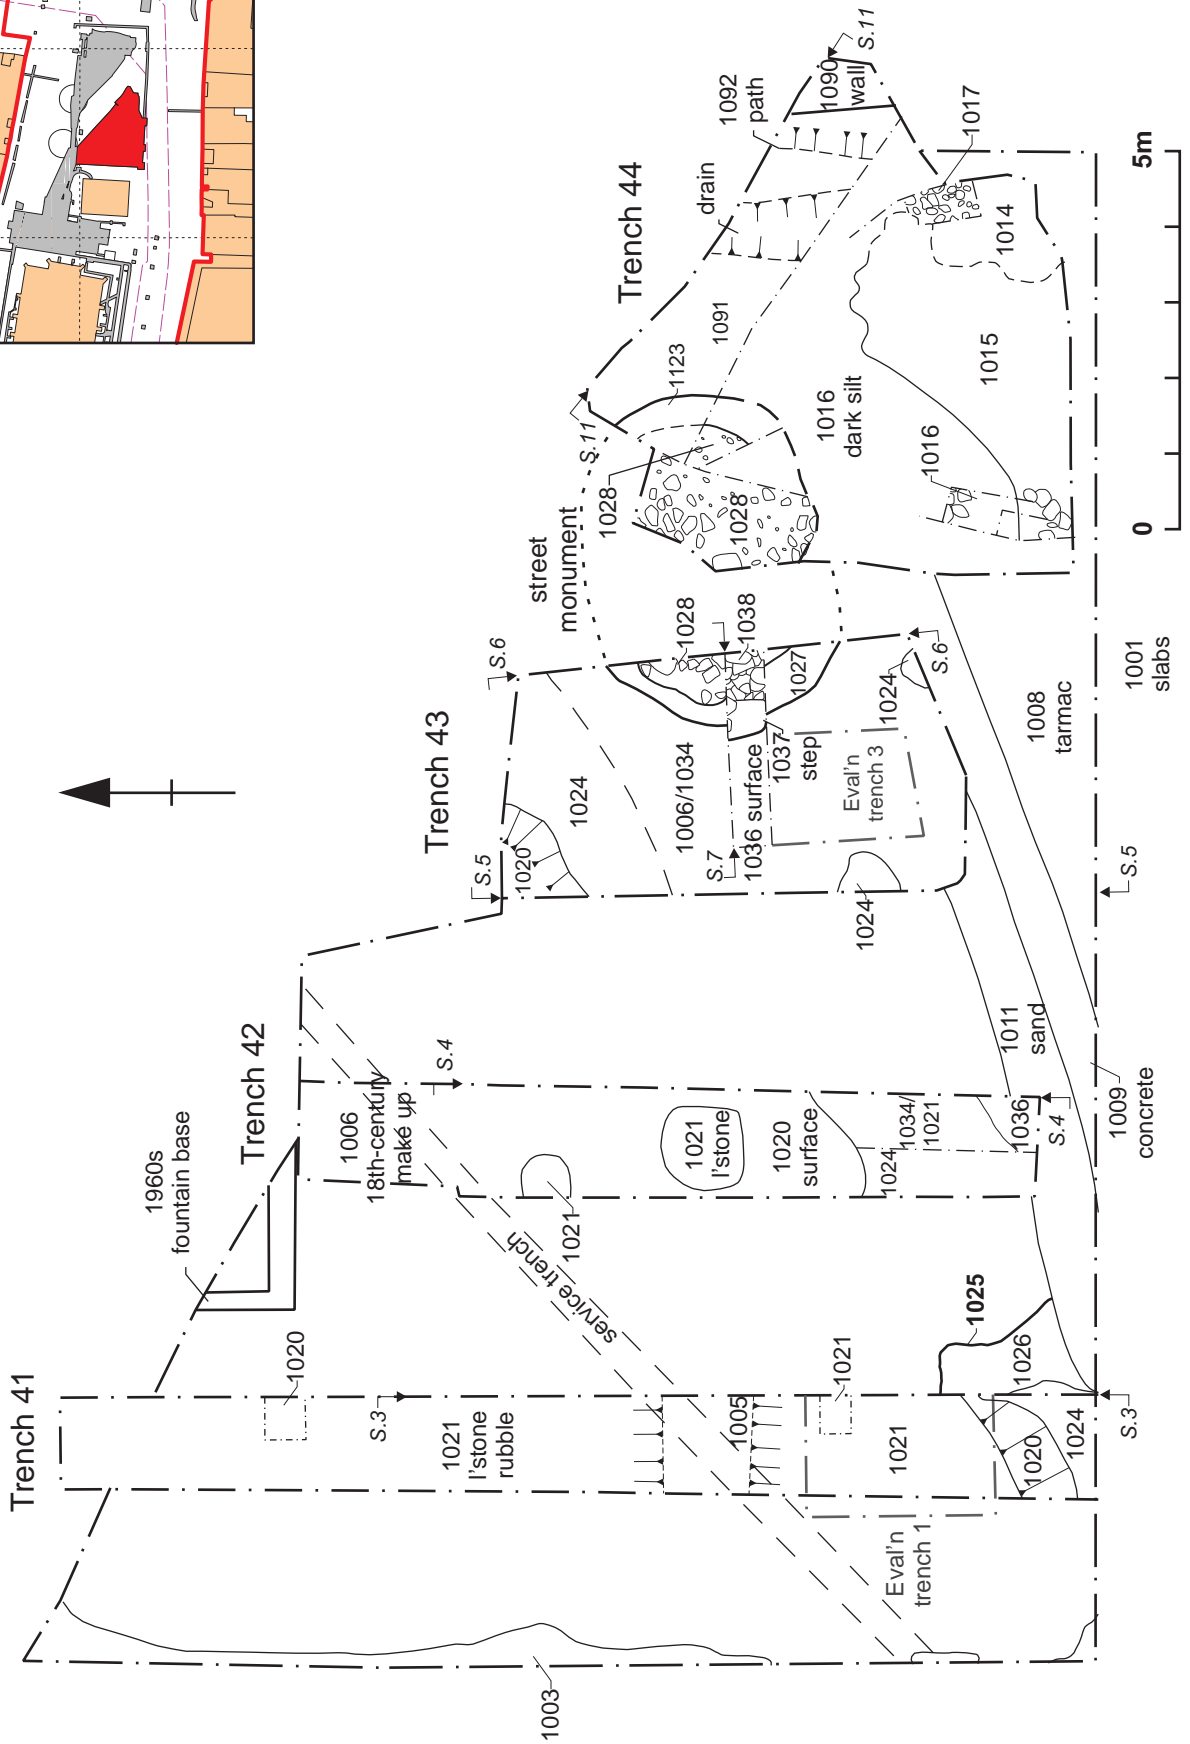 Trench 41
1960s
fountain base
Trench 42
Trench 43
Trench 44
1003
1021
l'stone
rubble
1020
S.3
1005
1021
1021
1020
1024
S.3
Eval'n
trench 1
service trench
1025
1026
1006
18th-century
make up
S.4
1021
1021
l'stone
1020
surface
1024
1034/
1021
1036
S.4
1011
sand
1009
concrete
S.5
1020
1024
1006/1034
S.7
1036 surface
1037
step
Eval'n
trench 3
1024
1024
1027
1028
1038
S.6
S.6
S.5
1008
tarmac
1001
slabs
street
monument
1028
1028
S.11
1123
1091
drain
1092
path
1090
wall
S.11
1016
dark silt
1016
1015
1014
1017
0
5m